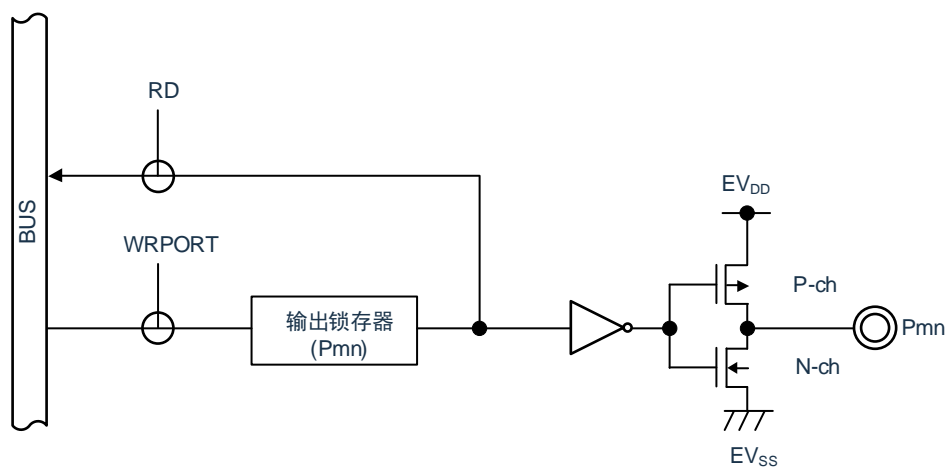 RD
EVDD
BUS
WRPORT
P-ch
输出锁存器
(Pmn)
Pmn
N-ch
EVSS